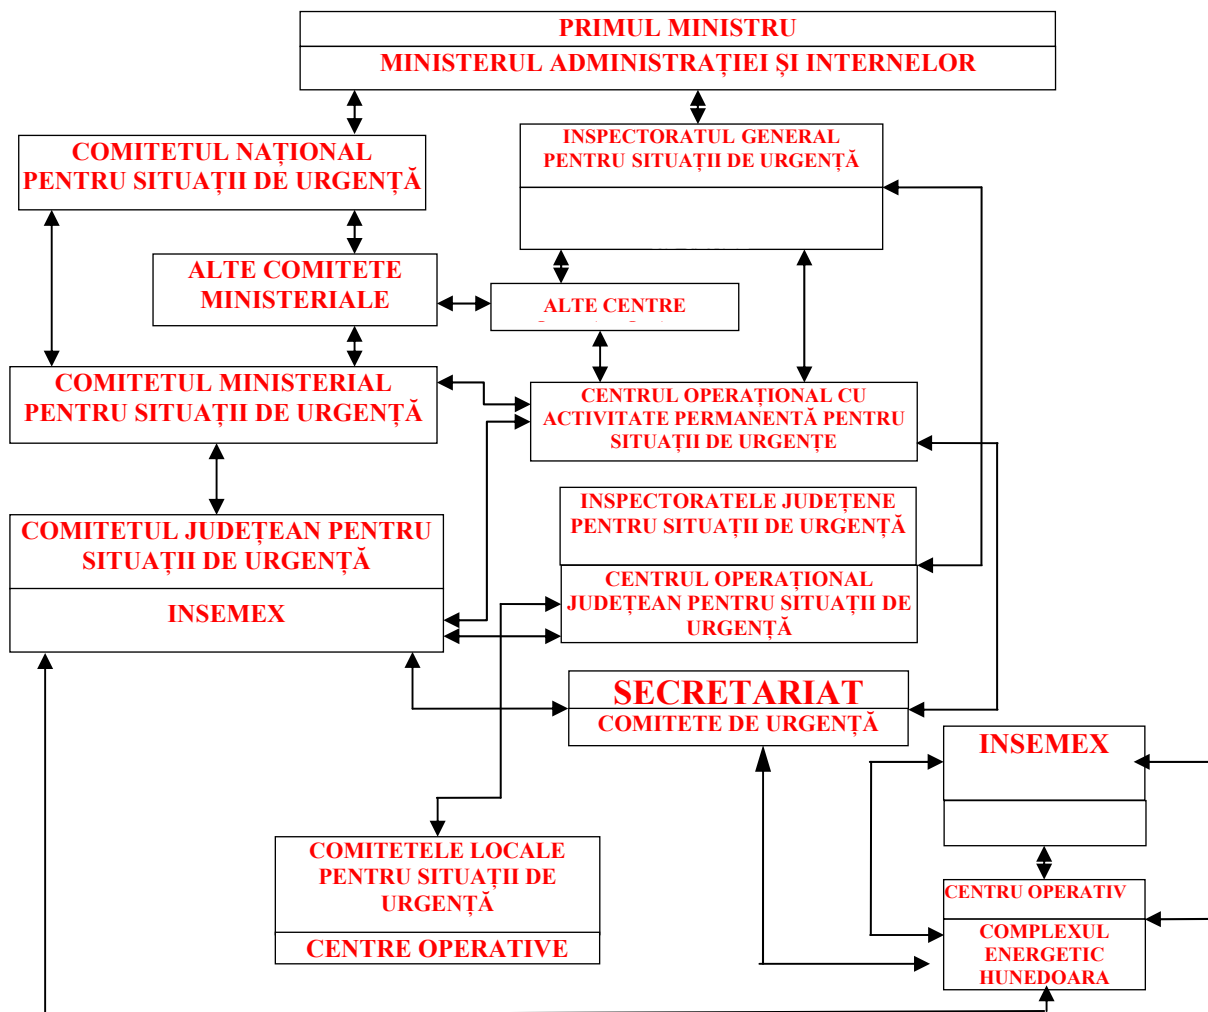 PRIMUL MINISTRU
MINISTERUL ADMINISTRAȚIEI ȘI INTERNELOR
COMITETUL NAȚIONAL
PENTRU SITUAȚII DE URGENȚĂ
INSPECTORATUL GENERAL
PENTRU SITUAȚII DE URGENȚĂ
ALTE COMITETE
MINISTERIALE
ALTE CENTRE
COMITETUL MINISTERIAL
PENTRU SITUAȚII DE URGENȚĂ
CENTRUL OPERAȚIONAL CU
ACTIVITATE PERMANENTĂ PENTRU
SITUAȚII DE URGENȚE
COMITETUL JUDEȚEAN PENTRU
SITUAȚII DE URGENȚĂ
INSEMEX
INSPECTORATELE JUDEȚENE
PENTRU SITUAȚII DE URGENȚĂ
CENTRUL OPERAȚIONAL
JUDEȚEAN PENTRU SITUAȚII DE
URGENȚĂ
SECRETARIAT
COMITETE DE URGENȚĂ
INSEMEX
COMITETELE LOCALE
PENTRU SITUAȚII DE
URGENȚĂ
CENTRE OPERATIVE
CENTRU OPERATIV
COMPLEXUL
ENERGETIC
HUNEDOARA